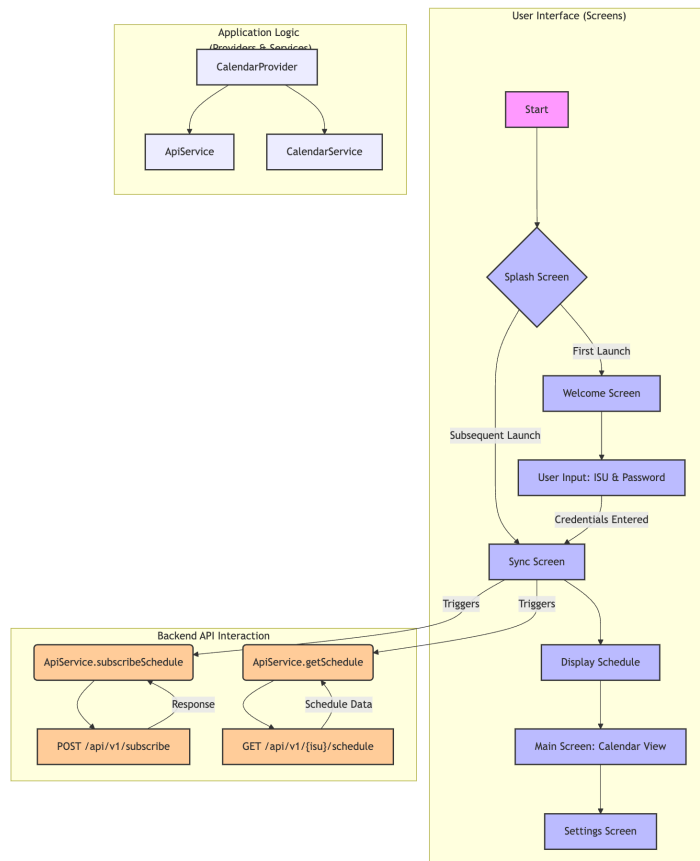 User Interface (Screens)
Application Logic
(Providers & Services)
CalendarProvider
ApiService
CalendarService
Start
Splash Screen
First Launch
Welcome Screen
Subsequent Launch
User Input: ISU & Password
Credentials Entered
Sync Screen
Triggers
Triggers
Backend API Interaction
ApiService.subscribeSchedule
ApiService.getSchedule
Display Schedule
Response
Schedule Data
POST /api/v1/subscribe
GET /api/v1/{isu}/schedule
Main Screen: Calendar View
Settings Screen